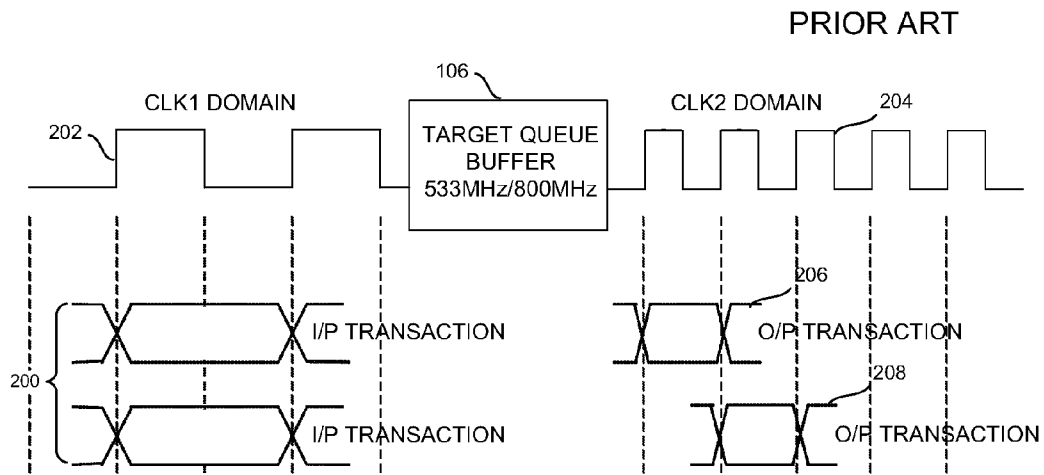 PRIOR ART
106
CLK1 DOMAIN
CLK2 DOMAIN
204
202
TARGET QUEUE
BUFFER
533MHz/800MHz
206
I/P TRANSACTION
O/P TRANSACTION
200
208
I/P TRANSACTION
O/P TRANSACTION